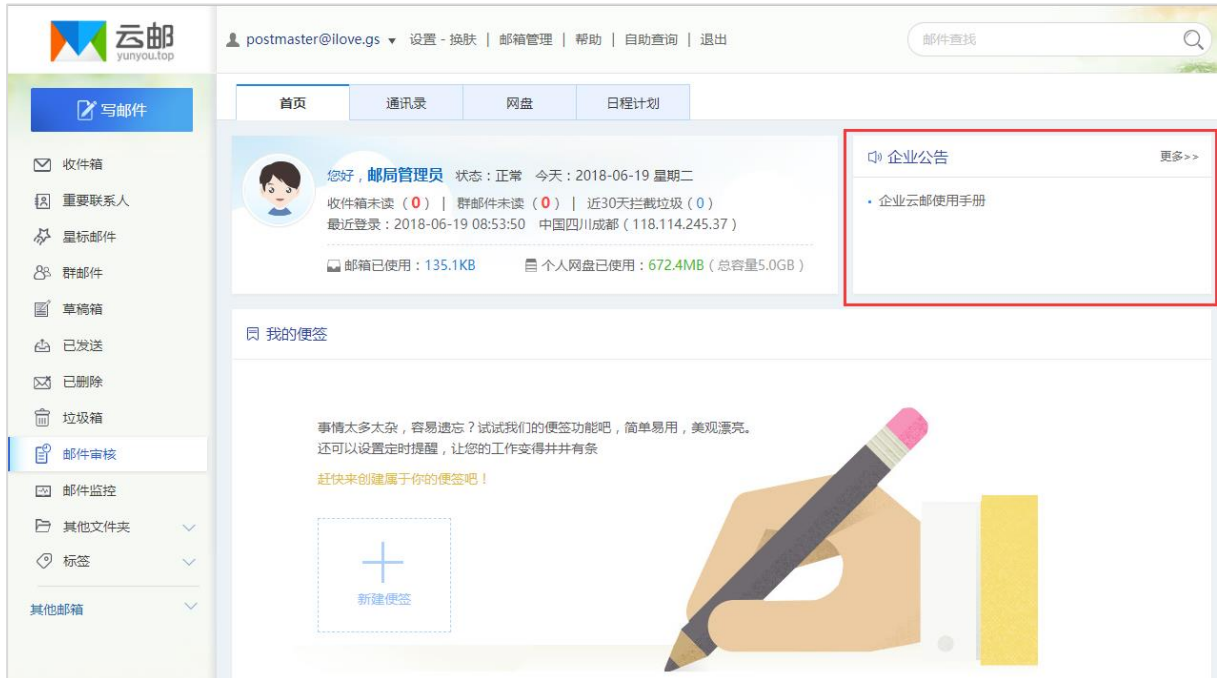 云邮
yunyou.top
postmaster@ilove.gs ▼ 设置 - 换肤 | 邮箱管理 | 帮助 | 自助查询 | 退出
邮件查找
写邮件
收件箱
重要联系人
星标邮件
群邮件
草稿箱
已发送
已删除
垃圾箱
邮件审核
邮件监控
其他文件夹
标签
其他邮箱
首页 通讯录 网盘 日程计划
您好，邮局管理员 状态：正常 今天：2018-06-19 星期二
收件箱未读（0）| 群邮件未读（0）| 近30天拦截垃圾（0）
最近登录：2018-06-19 08:53:50 中国四川成都（118.114.245.37）
邮箱已使用：135.1KB 个人网盘已使用：672.4MB（总容量5.0GB）
企业公告 更多>>
· 企业云邮使用手册
我的便签
事情太多太杂，容易遗忘？试试我们的便签功能吧，简单易用，美观漂亮。
还可以设置定时提醒，让您的工作变得井井有条
赶快来创建属于你的便签吧！
新建便签